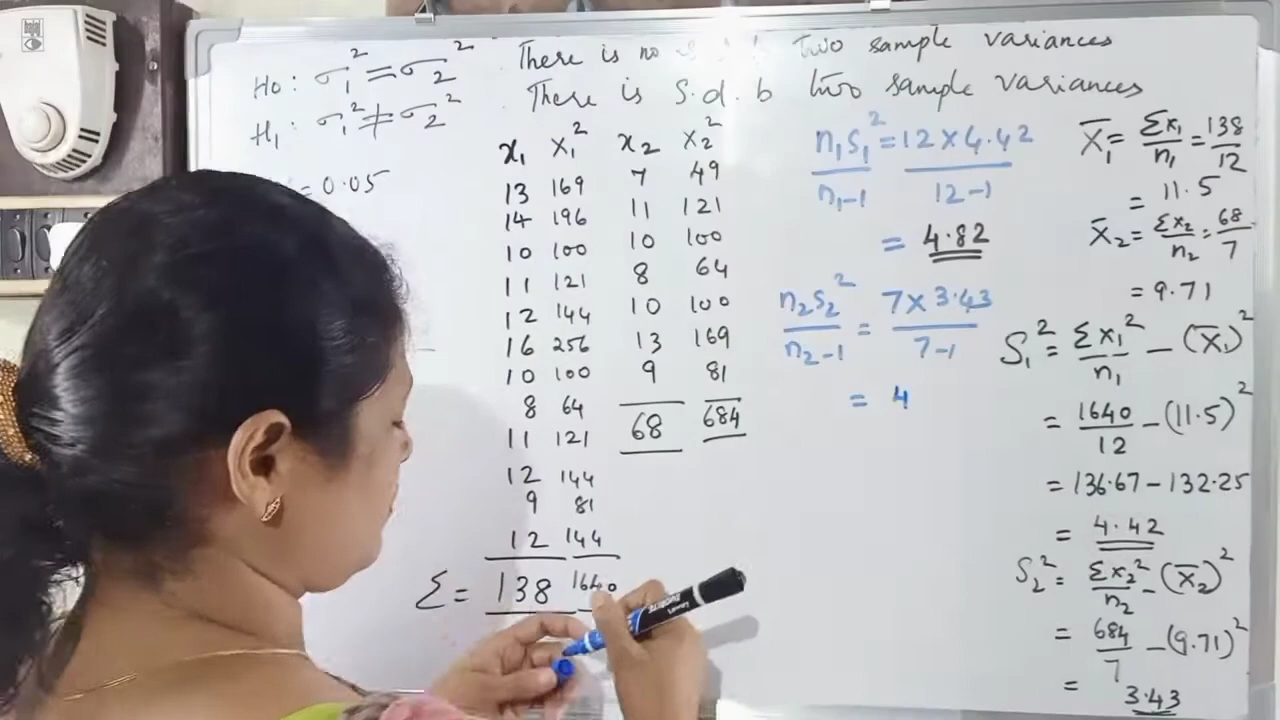 H0: σ1² = σ2² . There is no s.d. b two sample variances
H1: σ1² ≠ σ2² . There is S.d. b two sample variances
= 0.05
x1 x1² x2 x2²
13 169 7 49
14 196 11 121
10 100 10 100
11 121 8 64
12 144 10 100
16 256 13 169
10 100 9 81
8 64 68 684
11 121
12 144
9 81
12 144
Σ = 138 1640
n1s1² / n1-1 = 12 × 4.42 / 12-1
= 4.82
n2s2² / n2-1 = 7 × 3.43 / 7-1
= 4
X̄1 = Σx1 / n1 = 138 / 12
= 11.5
X̄2 = Σx2 / n2 = 68 / 7
= 9.71
S1² = Σx1² / n1 - (X̄1)²
= 1640 / 12 - (11.5)²
= 136.67 - 132.25
= 4.42
S2² = Σx2² / n2 - (X̄2)²
= 684 / 7 - (9.71)²
= 3.43